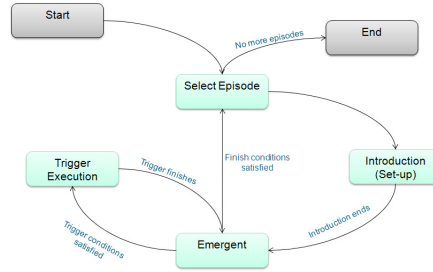 Start
End
No more episodes
Select Episode
Trigger
Execution
Trigger finishes
Finish conditions
satisfied
Introduction
(Set-up)
Trigger conditions
satisfied
Introduction ends
Emergent